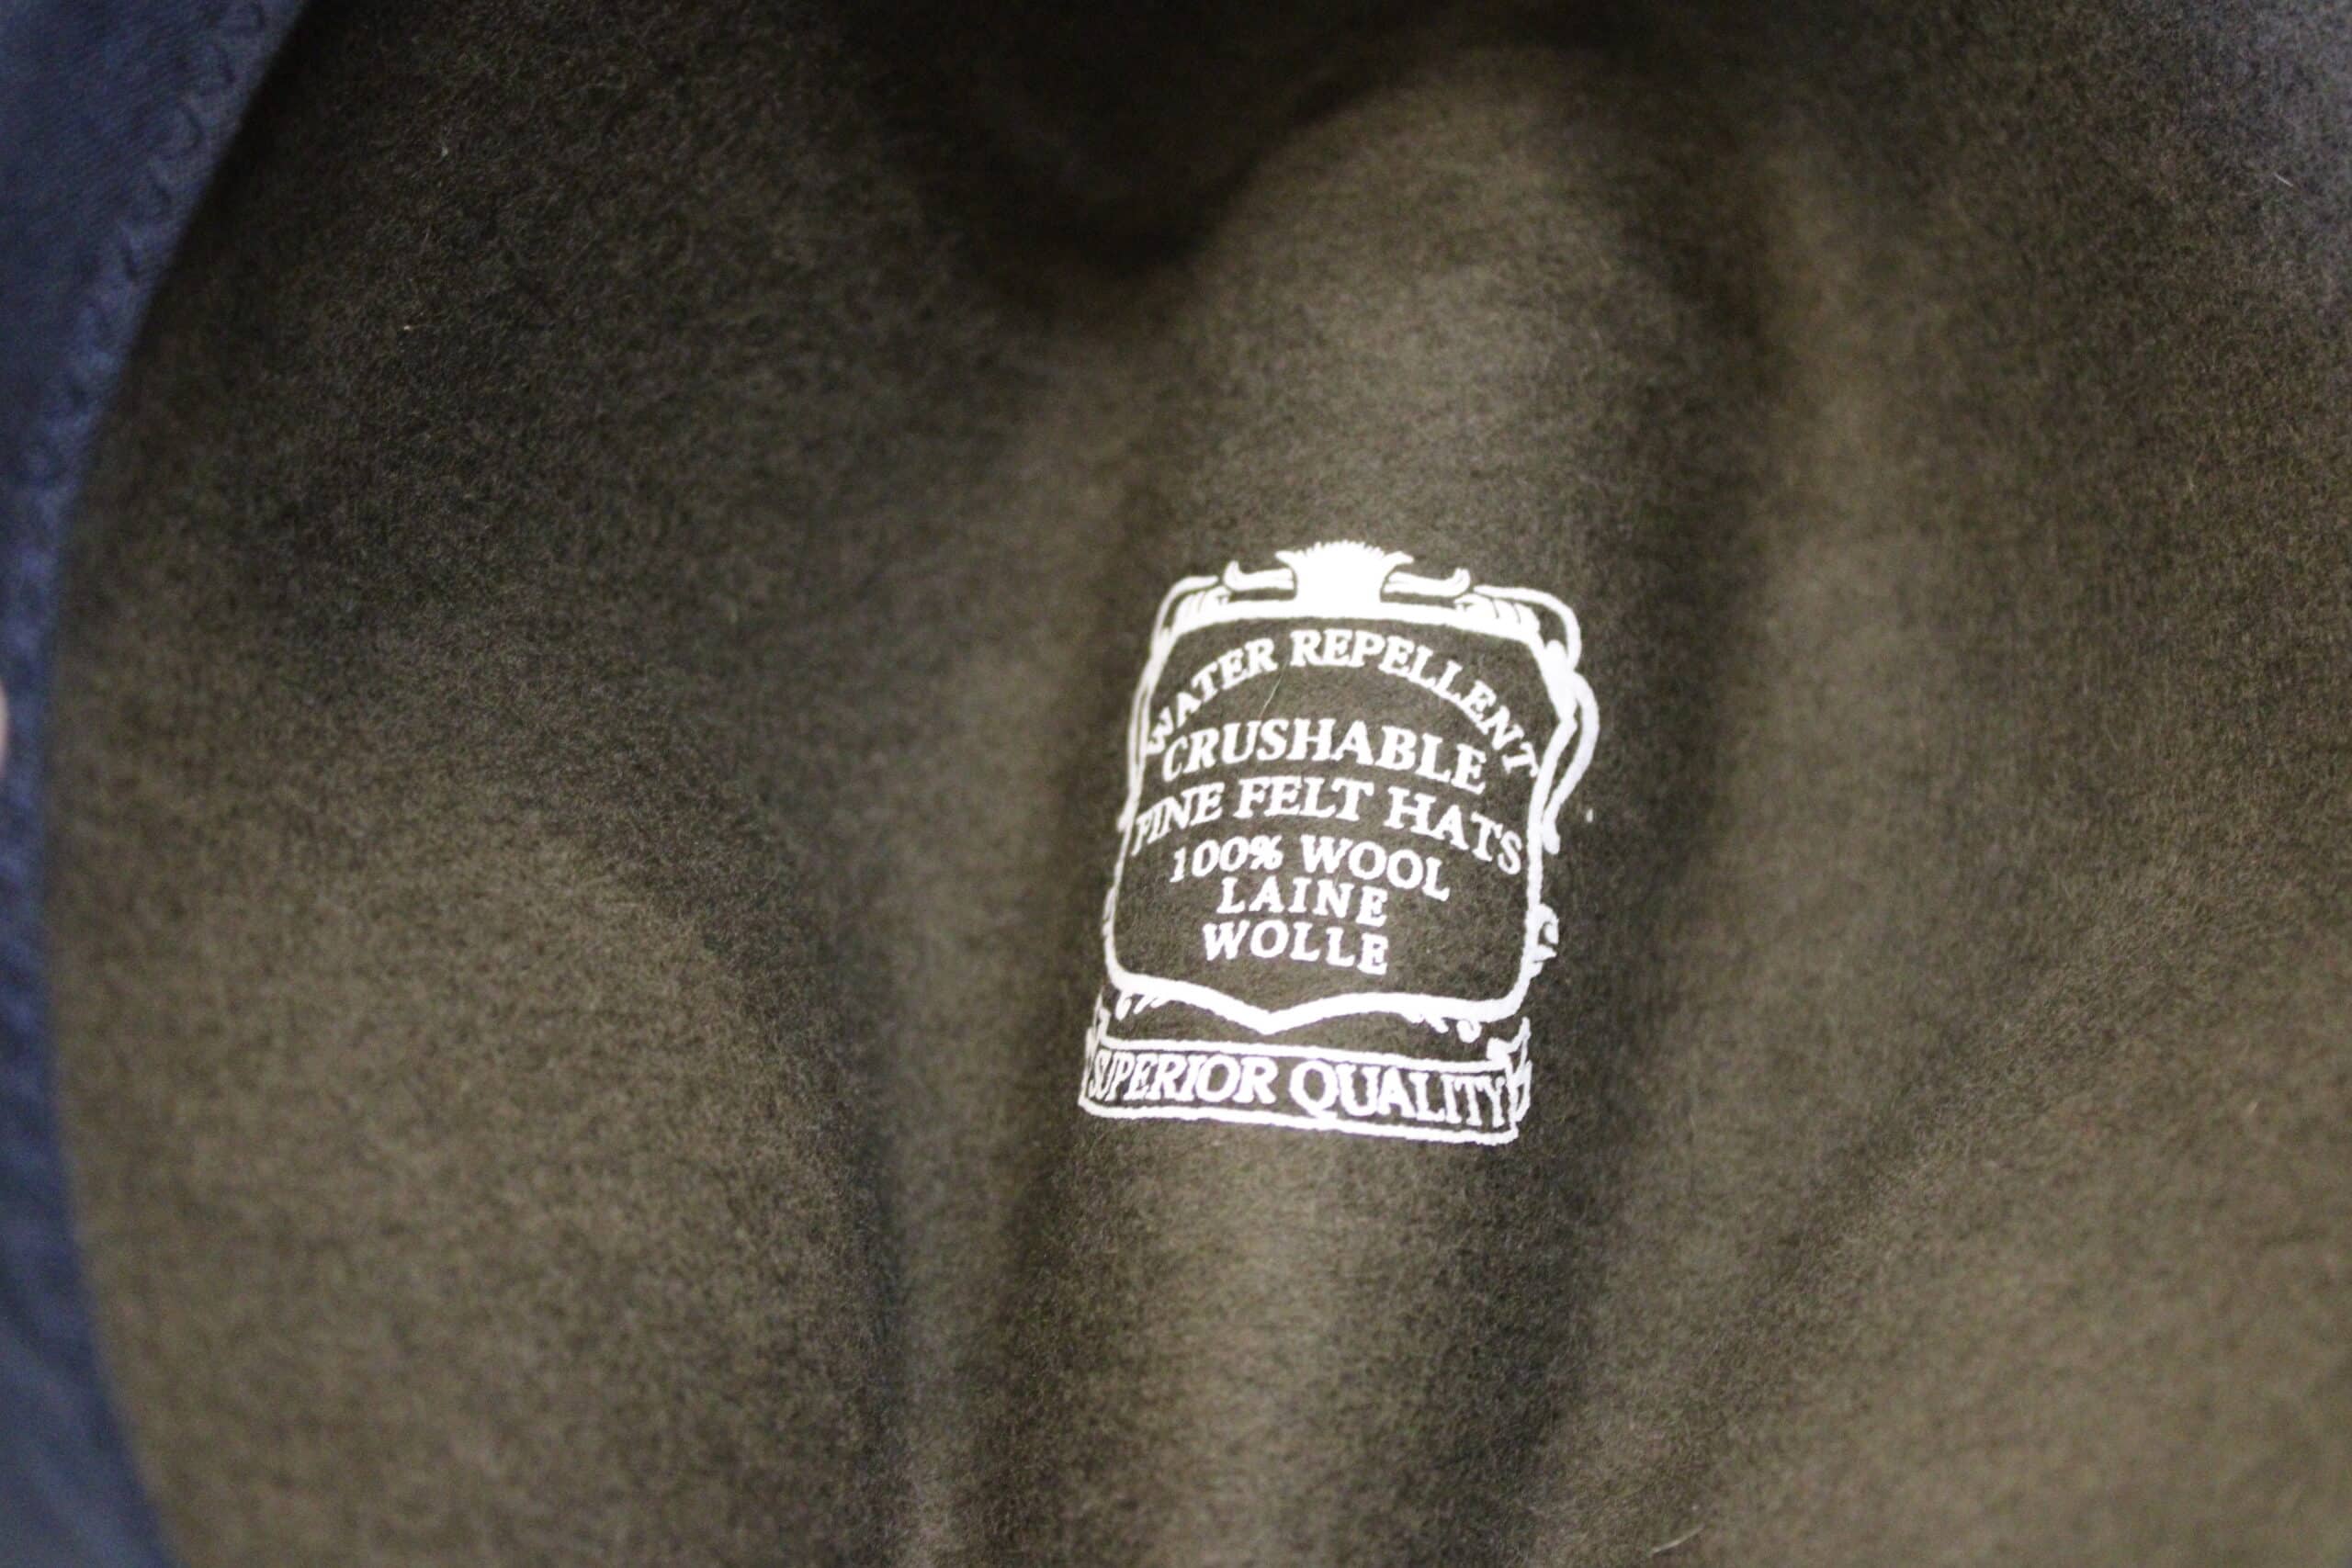 WATER REPELLENT
CRUSHABLE
FINE FELT HATS
100% WOOL
LAINE
WOLLE
SUPERIOR QUALITY